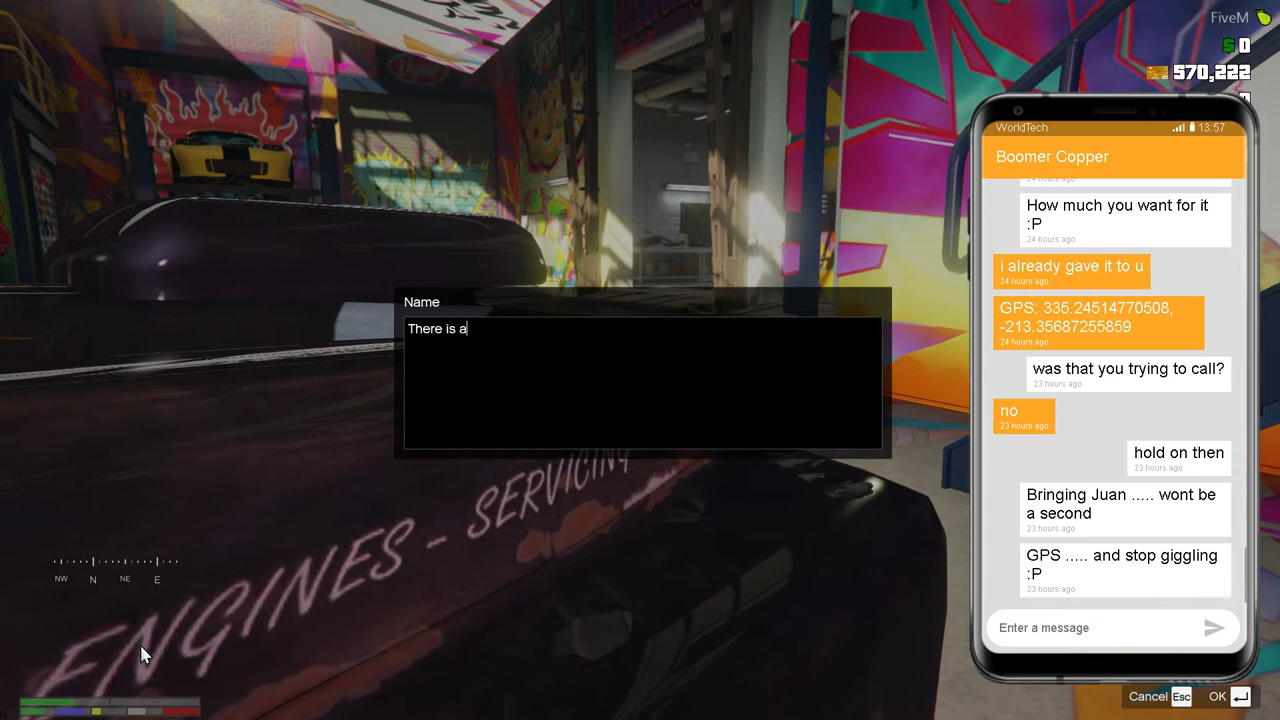 FiveM
$ 0
570,222
WorldTech
13:57
Boomer Copper
24 hours ago
How much you want for it
:P
24 hours ago
i already gave it to u
24 hours ago
GPS: 335.24514770508,
-213.35687255859
24 hours ago
was that you trying to call?
23 hours ago
no
23 hours ago
hold on then
23 hours ago
Bringing Juan ..... wont be
a second
23 hours ago
GPS ..... and stop giggling
:P
23 hours ago
Enter a message
Name
There is a
ENGINES - SERVICING
NW N NE E
Cancel Esc OK